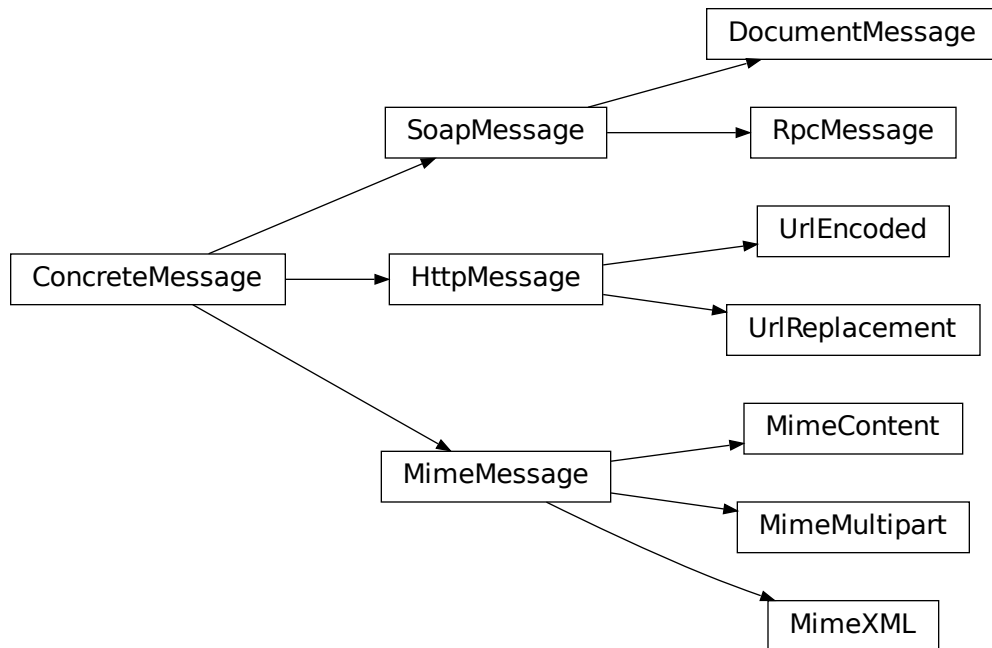 DocumentMessage
SoapMessage
RpcMessage
UrlEncoded
ConcreteMessage
HttpMessage
UrlReplacement
MimeContent
MimeMessage
MimeMultipart
MimeXML